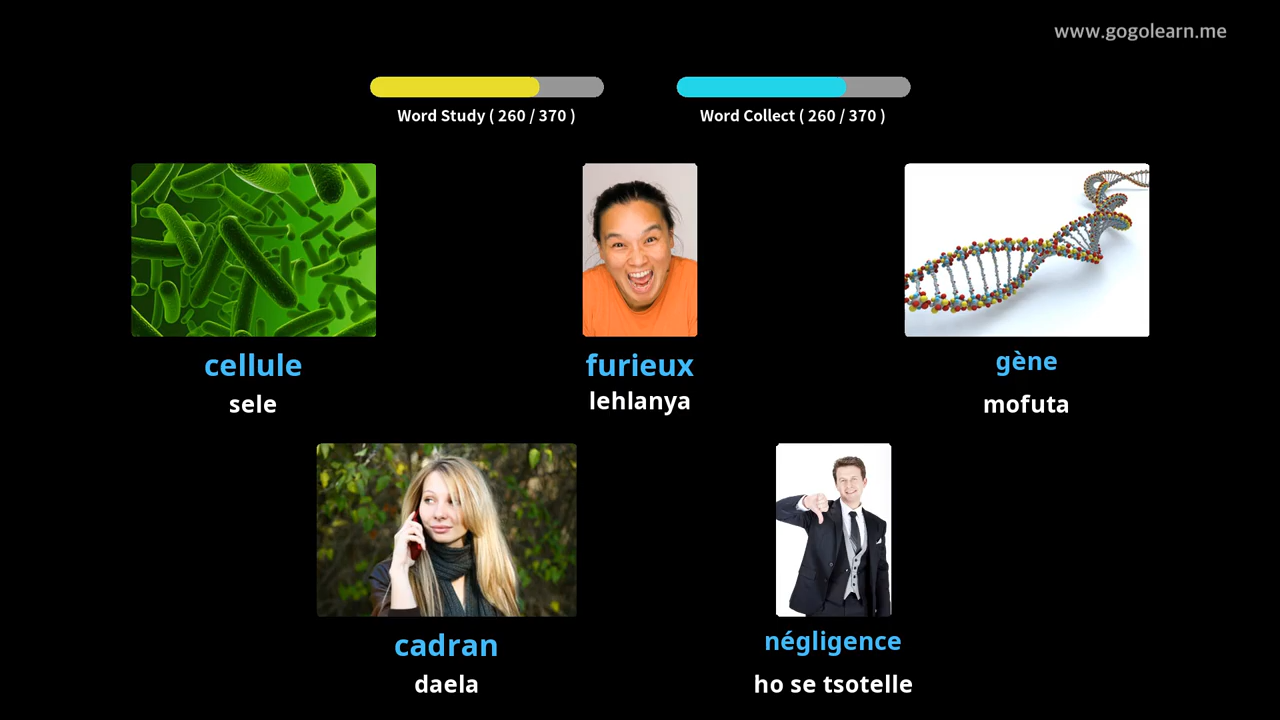 www.gogolearn.me
Word Study ( 260 / 370 )
Word Collect ( 260 / 370 )
cellule
sele
furieux
lehlanya
gène
mofuta
cadran
daela
négligence
ho se tsotelle